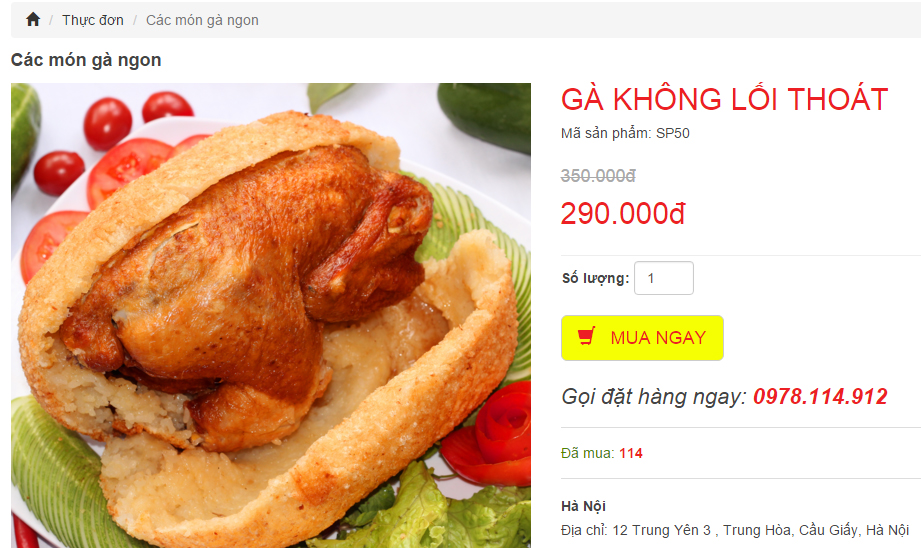 / Thực đơn / Các món gà ngon
Các món gà ngon
GÀ KHÔNG LỐI THOÁT
Mã sản phẩm: SP50
350.000đ
290.000đ
Số lượng: 1
MUA NGAY
Gọi đặt hàng ngay: 0978.114.912
Đã mua: 114
Hà Nội
Địa chỉ: 12 Trung Yên 3 , Trung Hòa, Cầu Giấy, Hà Nội